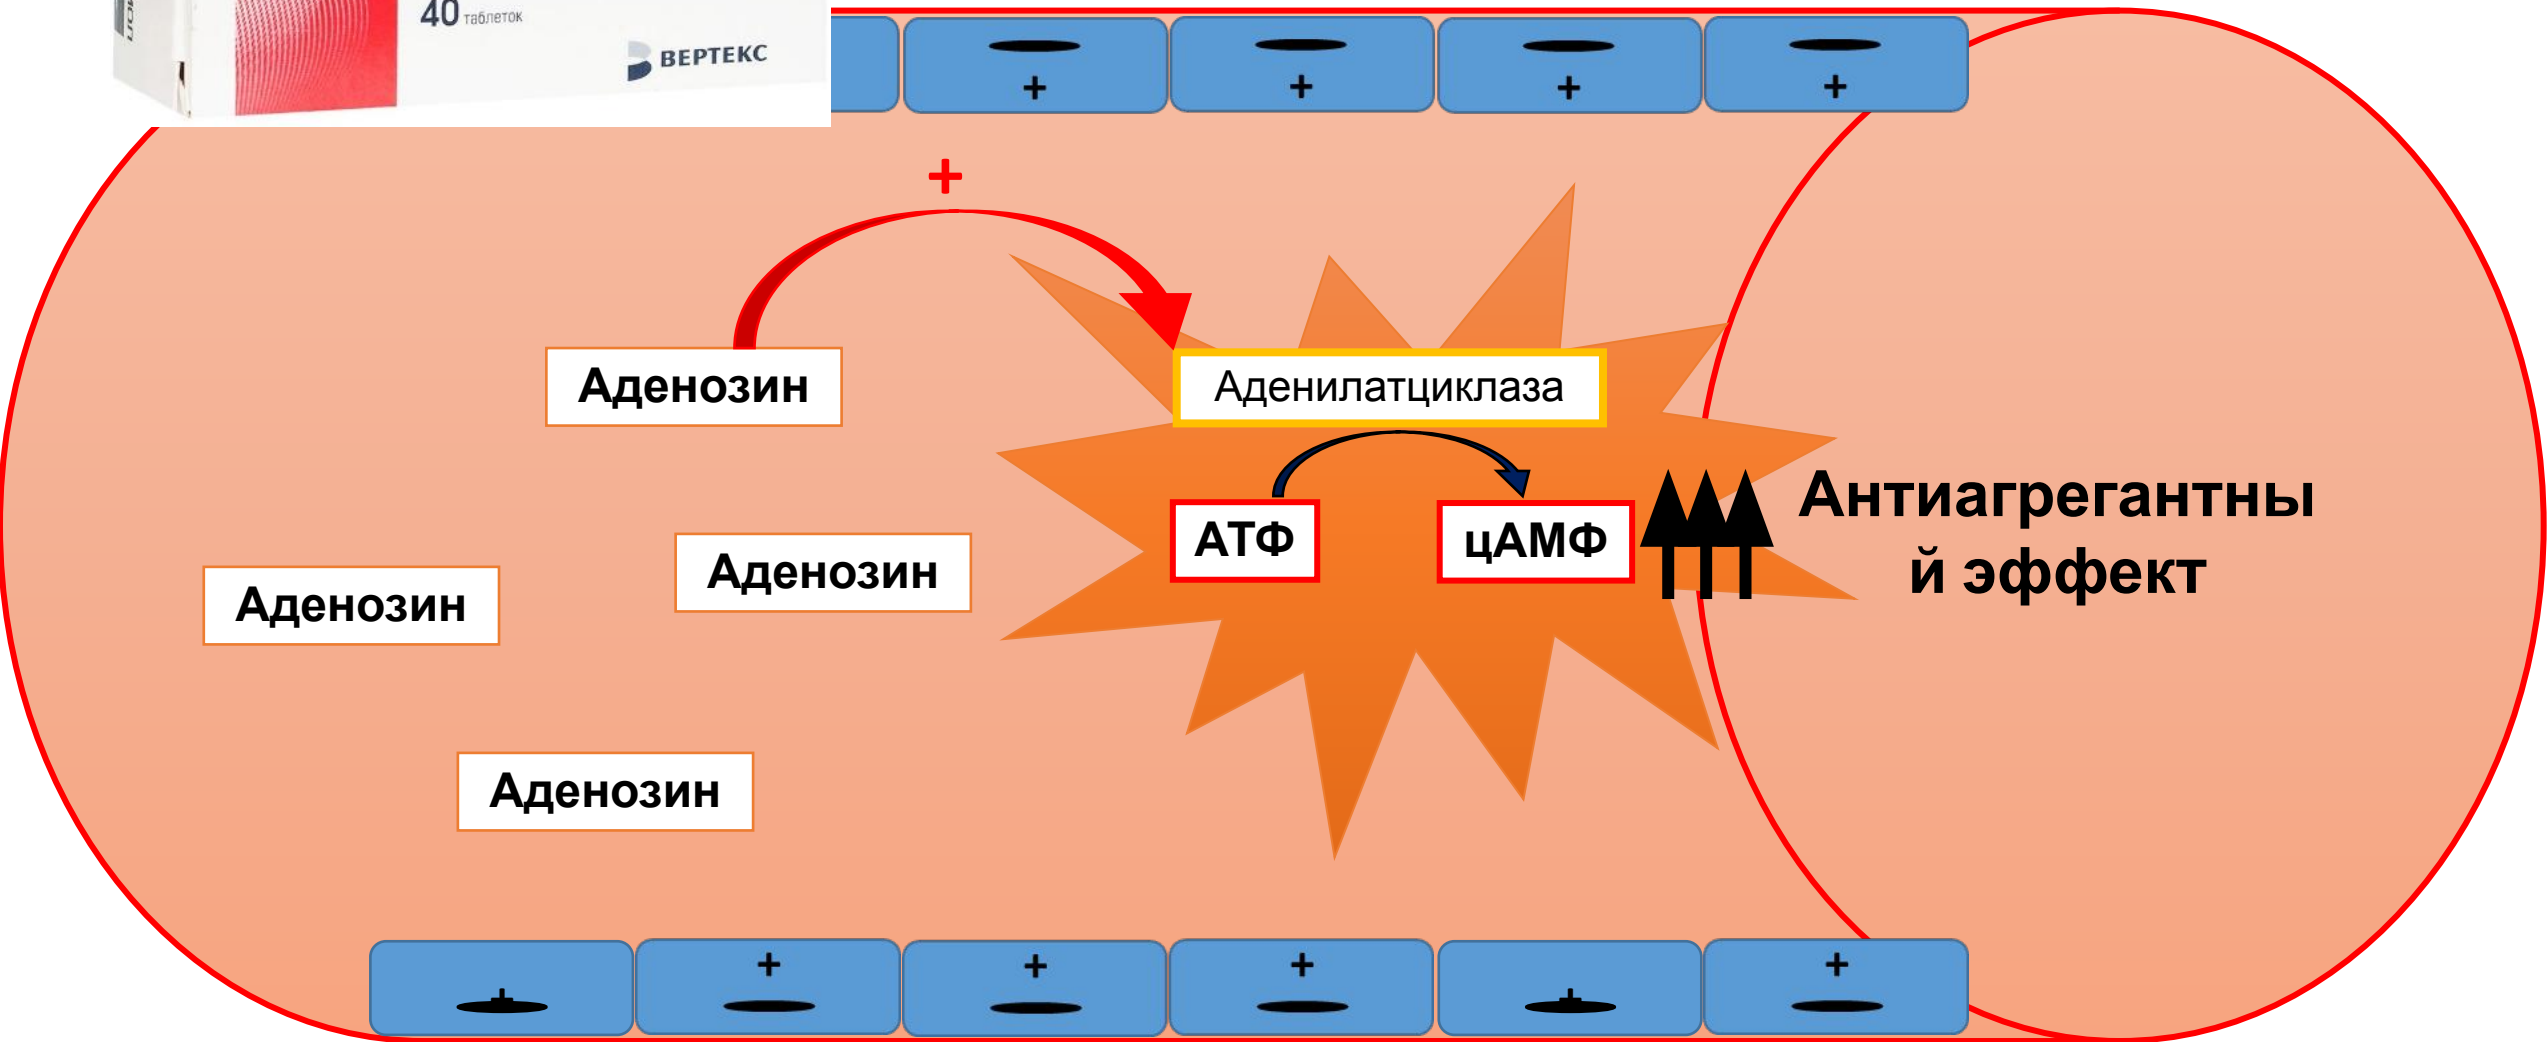 40 таблеток
ВЕРТЕКС
+ + + +
+
Аденозин
Аденилатциклаза
АТФ
цАМФ
Антиагрегантны
й эффект
Аденозин
Аденозин
Аденозин
+ + + + + +